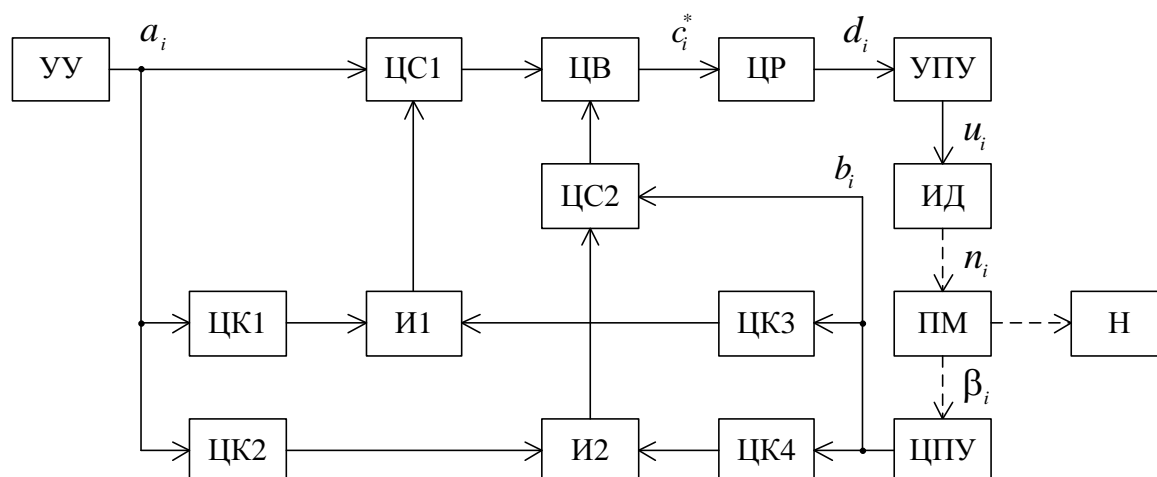 a_i c_i^* d_i
УУ ЦС1 ЦВ ЦР УПУ
u_i
b_i
ЦС2 ИД
n_i
ЦК1 И1 ЦК3 ПМ Н
β_i
ЦК2 И2 ЦК4 ЦПУ